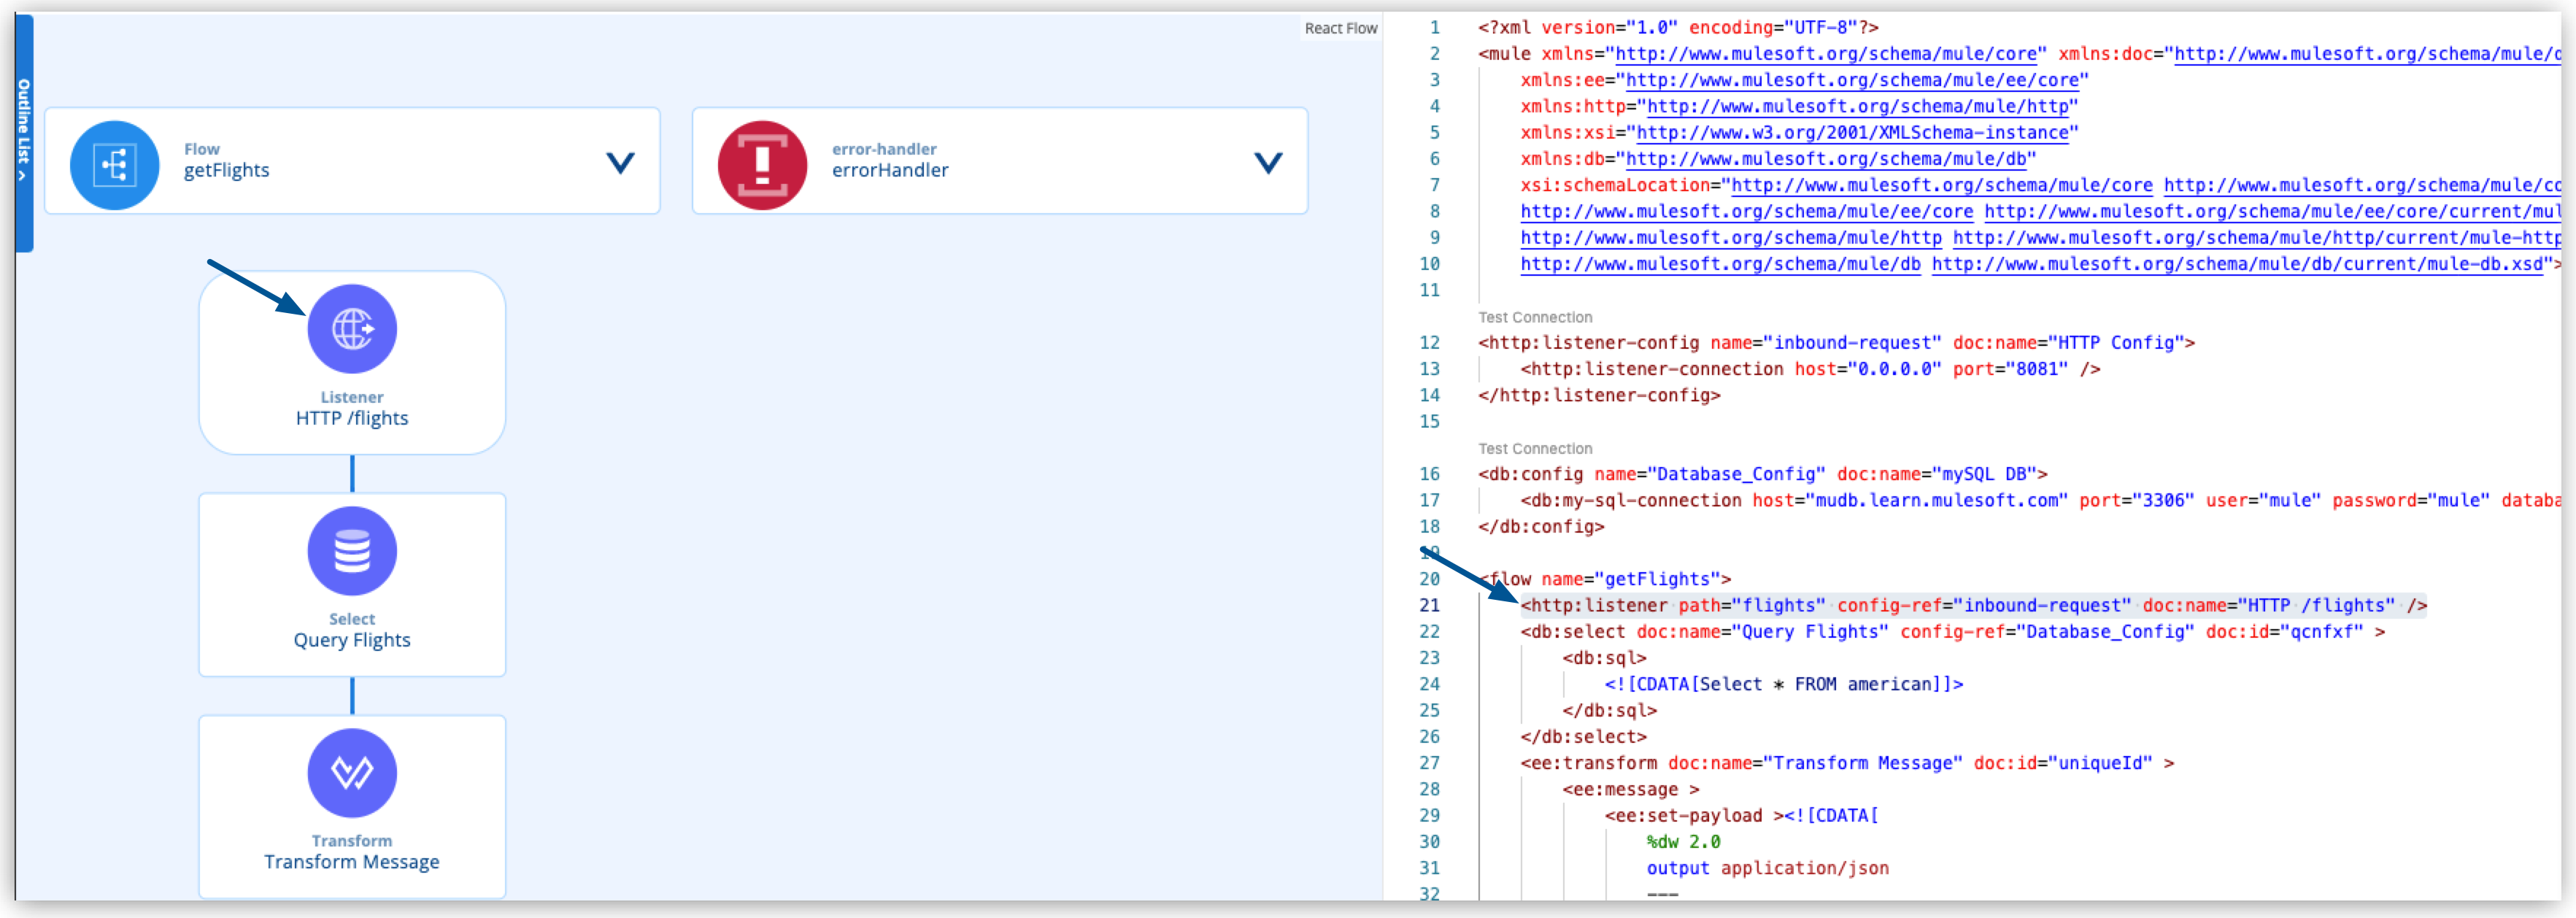 Outline List >
React Flow
Flow
getFlights
error-handler
errorHandler
Listener
HTTP /flights
Select
Query Flights
Transform
Transform Message
1 <?xml version="1.0" encoding="UTF-8"?>
2 <mule xmlns="http://www.mulesoft.org/schema/mule/core" xmlns:doc="http://www.mulesoft.org/schema/mule/d
3 xmlns:ee="http://www.mulesoft.org/schema/mule/ee/core"
4 xmlns:http="http://www.mulesoft.org/schema/mule/http"
5 xmlns:xsi="http://www.w3.org/2001/XMLSchema-instance"
6 xmlns:db="http://www.mulesoft.org/schema/mule/db"
7 xsi:schemaLocation="http://www.mulesoft.org/schema/mule/core http://www.mulesoft.org/schema/mule/co
8 http://www.mulesoft.org/schema/mule/ee/core http://www.mulesoft.org/schema/mule/ee/core/current/mul
9 http://www.mulesoft.org/schema/mule/http http://www.mulesoft.org/schema/mule/http/current/mule-http
10 http://www.mulesoft.org/schema/mule/db http://www.mulesoft.org/schema/mule/db/current/mule-db.xsd">
11
Test Connection
12 <http:listener-config name="inbound-request" doc:name="HTTP Config">
13 <http:listener-connection host="0.0.0.0" port="8081" />
14 </http:listener-config>
15
Test Connection
16 <db:config name="Database_Config" doc:name="mySQL DB">
17 <db:my-sql-connection host="mudb.learn.mulesoft.com" port="3306" user="mule" password="mule" databa
18 </db:config>
19
20 <flow name="getFlights">
21 <http:listener path="flights" config-ref="inbound-request" doc:name="HTTP /flights" />
22 <db:select doc:name="Query Flights" config-ref="Database_Config" doc:id="qcnfxf" >
23 <db:sql>
24 <![CDATA[Select * FROM american]]>
25 </db:sql>
26 </db:select>
27 <ee:transform doc:name="Transform Message" doc:id="uniqueId" >
28 <ee:message >
29 <ee:set-payload ><![CDATA[
30 %dw 2.0
31 output application/json
32 ---